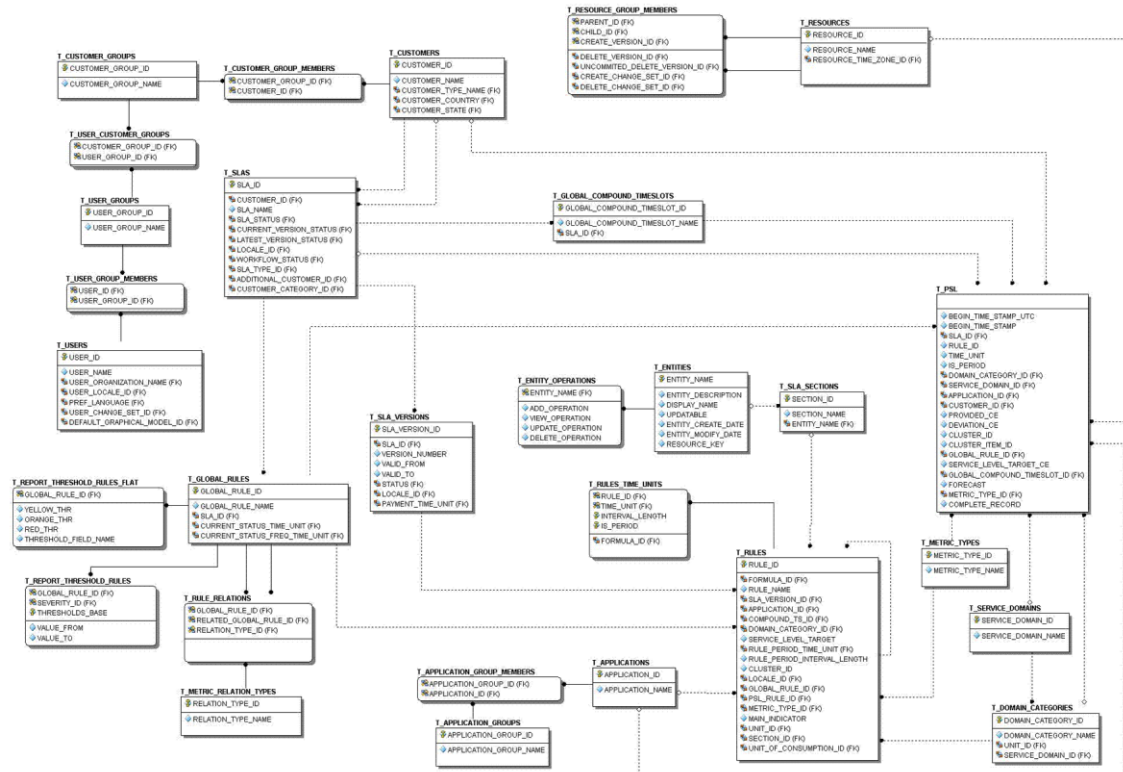 T_RESOURCE_GROUP_MEMBERS
PARENT_ID (FK)
CHILD_ID (FK)
CREATE_VERSION_ID (FK)
DELETE_VERSION_ID (FK)
UNCOMMITED_DELETE_VERSION_ID (FK)
CREATE_CHANGE_SET_ID (FK)
DELETE_CHANGE_SET_ID (FK)
T_RESOURCES
RESOURCE_ID
RESOURCE_NAME
RESOURCE_TIME_ZONE_ID (FK)
T_CUSTOMER_GROUPS
CUSTOMER_GROUP_ID
CUSTOMER_GROUP_NAME
T_CUSTOMER_GROUP_MEMBERS
CUSTOMER_GROUP_ID (FK)
CUSTOMER_ID (FK)
T_CUSTOMERS
CUSTOMER_ID
CUSTOMER_NAME
CUSTOMER_TYPE_NAME (FK)
CUSTOMER_COUNTRY (FK)
CUSTOMER_STATE (FK)
T_USER_CUSTOMER_GROUPS
CUSTOMER_GROUP_ID (FK)
USER_GROUP_ID (FK)
T_SLAS
SLA_ID
CUSTOMER_ID (FK)
SLA_NAME
SLA_STATUS (FK)
CURRENT_VERSION_STATUS (FK)
LATEST_VERSION_STATUS (FK)
LOCALE_ID (FK)
WORKFLOW_STATUS (FK)
SLA_TYPE_ID (FK)
ADDITIONAL_CUSTOMER_ID (FK)
CUSTOMER_CATEGORY_ID (FK)
T_GLOBAL_COMPOUND_TIMESLOTS
GLOBAL_COMPOUND_TIMESLOT_ID
GLOBAL_COMPOUND_TIMESLOT_NAME
SLA_ID (FK)
T_USER_GROUPS
USER_GROUP_ID
USER_GROUP_NAME
T_USER_GROUP_MEMBERS
USER_ID (FK)
USER_GROUP_ID (FK)
T_USERS
USER_ID
USER_NAME
USER_ORGANIZATION_NAME (FK)
USER_LOCALE_ID (FK)
PREF_LANGUAGE (FK)
USER_CHANGE_SET_ID (FK)
DEFAULT_GRAPHICAL_MODEL_ID (FK)
T_PSL
BEGIN_TIME_STAMP_UTC
BEGIN_TIME_STAMP
SLA_ID (FK)
RULE_ID
TIME_UNIT
IS_PERIOD
DOMAIN_CATEGORY_ID (FK)
SERVICE_DOMAIN_ID (FK)
APPLICATION_ID (FK)
CUSTOMER_ID (FK)
PROVIDED_CE
DEVIATION_CE
CLUSTER_ID
CLUSTER_ITEM_ID
GLOBAL_RULE_ID (FK)
SERVICE_LEVEL_TARGET_CE
GLOBAL_COMPOUND_TIMESLOT_ID (FK)
FORECAST
METRIC_TYPE_ID (FK)
COMPLETE_RECORD
T_ENTITY_OPERATIONS
ENTITY_NAME (FK)
ADD_OPERATION
VIEW_OPERATION
UPDATE_OPERATION
DELETE_OPERATION
T_ENTITIES
ENTITY_NAME
ENTITY_DESCRIPTION
DISPLAY_NAME
UPDATABLE
ENTITY_CREATE_DATE
ENTITY_MODIFY_DATE
RESOURCE_KEY
T_SLA_SECTIONS
SECTION_ID
SECTION_NAME
ENTITY_NAME (FK)
T_SLA_VERSIONS
SLA_VERSION_ID
SLA_ID (FK)
VERSION_NUMBER
VALID_FROM
VALID_TO
STATUS (FK)
LOCALE_ID (FK)
PAYMENT_TIME_UNIT (FK)
T_REPORT_THRESHOLD_RULES_FLAT
GLOBAL_RULE_ID (FK)
YELLOW_THR
ORANGE_THR
RED_THR
THRESHOLD_FIELD_NAME
T_GLOBAL_RULES
GLOBAL_RULE_ID
GLOBAL_RULE_NAME
SLA_ID (FK)
CURRENT_STATUS_TIME_UNIT (FK)
CURRENT_STATUS_FREQ_TIME_UNIT (FK)
T_RULES_TIME_UNITS
RULE_ID (FK)
TIME_UNIT (FK)
INTERVAL_LENGTH
IS_PERIOD
FORMULA_ID (FK)
T_RULES
RULE_ID
FORMULA_ID (FK)
RULE_NAME
SLA_VERSION_ID (FK)
APPLICATION_ID (FK)
COMPOUND_TS_ID (FK)
DOMAIN_CATEGORY_ID (FK)
SERVICE_LEVEL_TARGET
RULE_PERIOD_TIME_UNIT (FK)
RULE_PERIOD_INTERVAL_LENGTH
CLUSTER_ID
LOCALE_ID (FK)
GLOBAL_RULE_ID (FK)
PSL_RULE_ID (FK)
METRIC_TYPE_ID (FK)
MAIN_INDICATOR
UNIT_ID (FK)
SECTION_ID (FK)
UNIT_OF_CONSUMPTION_ID (FK)
T_METRIC_TYPES
METRIC_TYPE_ID
METRIC_TYPE_NAME
T_REPORT_THRESHOLD_RULES
GLOBAL_RULE_ID (FK)
SEVERITY_ID (FK)
THRESHOLDS_BASE
VALUE_FROM
VALUE_TO
T_RULE_RELATIONS
GLOBAL_RULE_ID (FK)
RELATED_GLOBAL_RULE_ID (FK)
RELATION_TYPE_ID (FK)
T_SERVICE_DOMAINS
SERVICE_DOMAIN_ID
SERVICE_DOMAIN_NAME
T_METRIC_RELATION_TYPES
RELATION_TYPE_ID
RELATION_TYPE_NAME
T_APPLICATION_GROUP_MEMBERS
APPLICATION_GROUP_ID (FK)
APPLICATION_ID (FK)
T_APPLICATIONS
APPLICATION_ID
APPLICATION_NAME
T_APPLICATION_GROUPS
APPLICATION_GROUP_ID
APPLICATION_GROUP_NAME
T_DOMAIN_CATEGORIES
DOMAIN_CATEGORY_ID
DOMAIN_CATEGORY_NAME
UNIT_ID (FK)
SERVICE_DOMAIN_ID (FK)